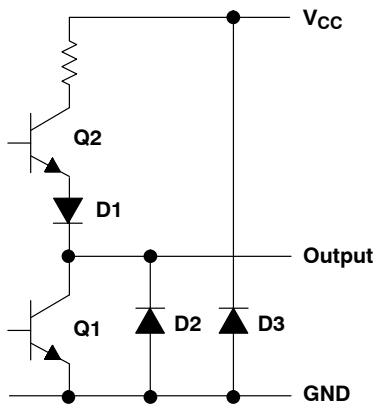 VCC
Q2
D1
Output
Q1
D2
D3
GND